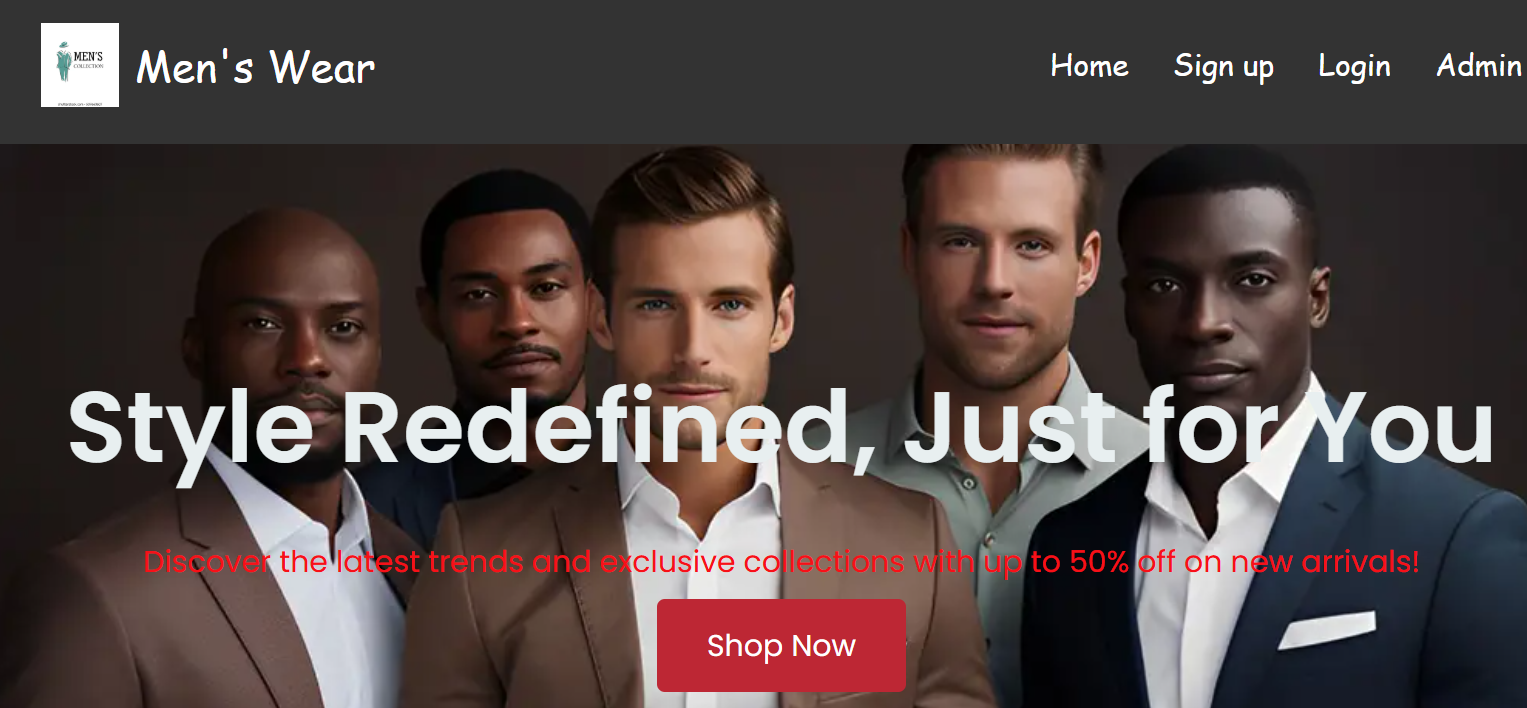 MEN'S
COLLECTION
Men's Wear
Home Sign up Login Admin
Style Redefined, Just for You
Discover the latest trends and exclusive collections with up to 50% off on new arrivals!
Shop Now